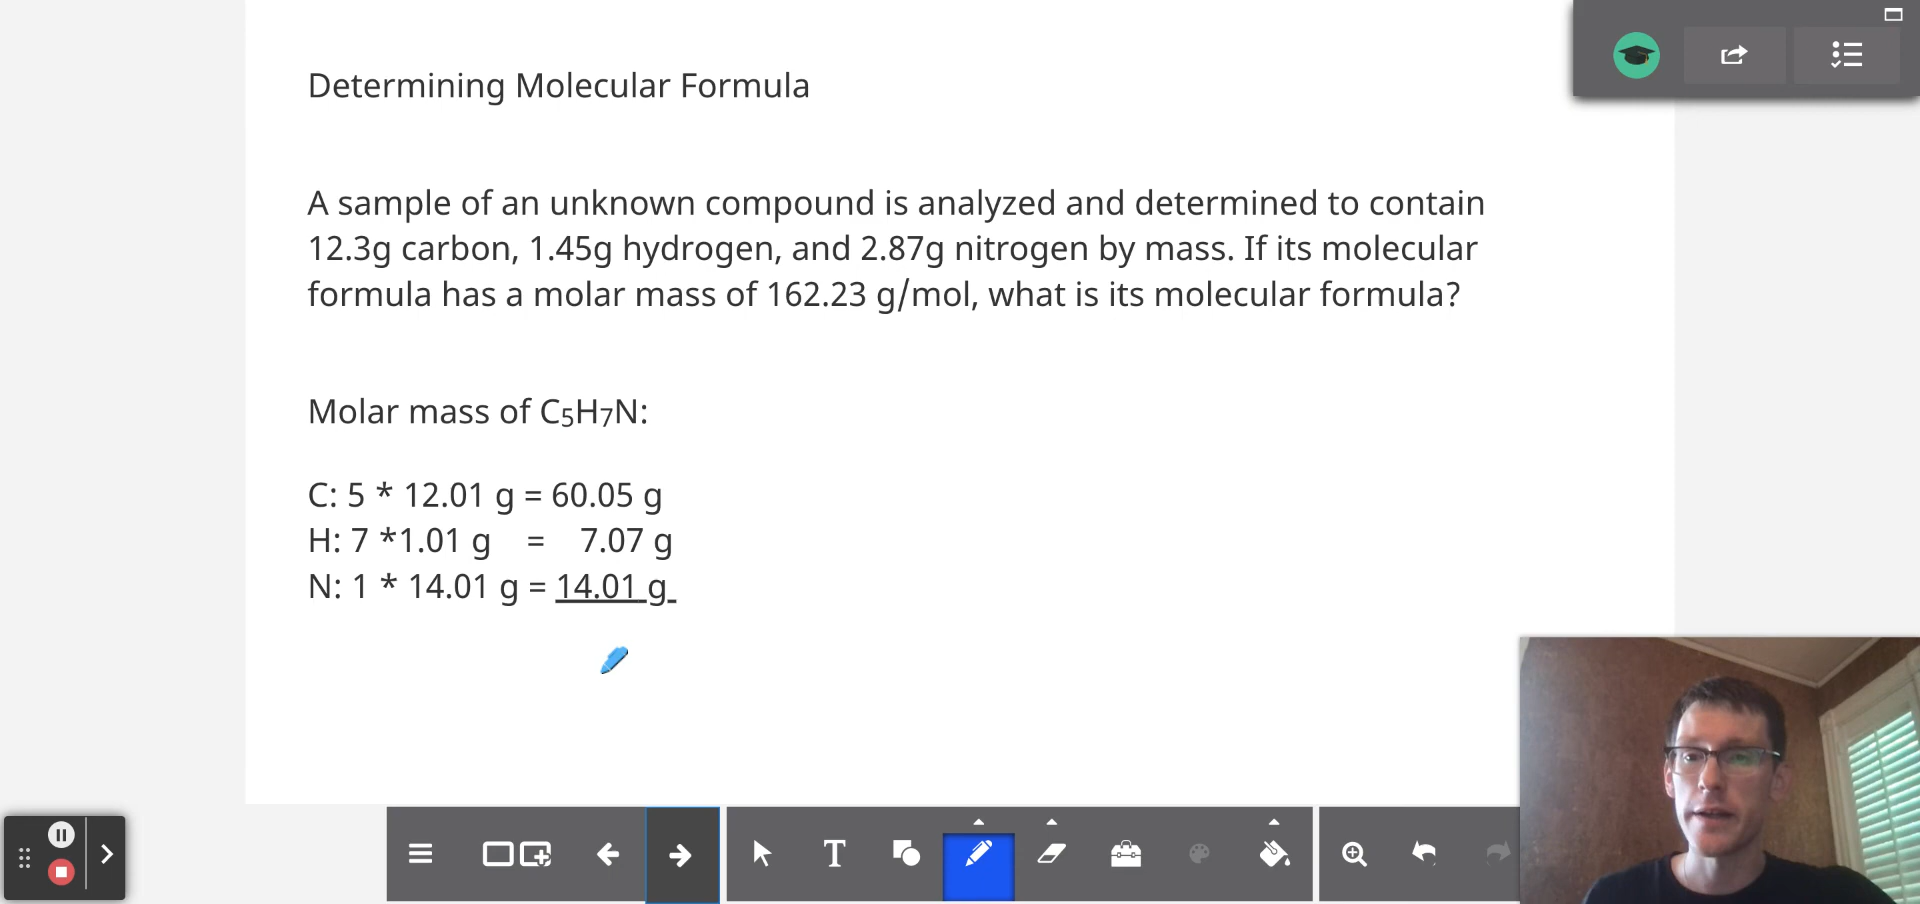 Determining Molecular Formula
A sample of an unknown compound is analyzed and determined to contain
12.3g carbon, 1.45g hydrogen, and 2.87g nitrogen by mass. If its molecular
formula has a molar mass of 162.23 g/mol, what is its molecular formula?
Molar mass of C₅H₇N:
C: 5 * 12.01 g = 60.05 g
H: 7 *1.01 g = 7.07 g
N: 1 * 14.01 g = 14.01 g
T